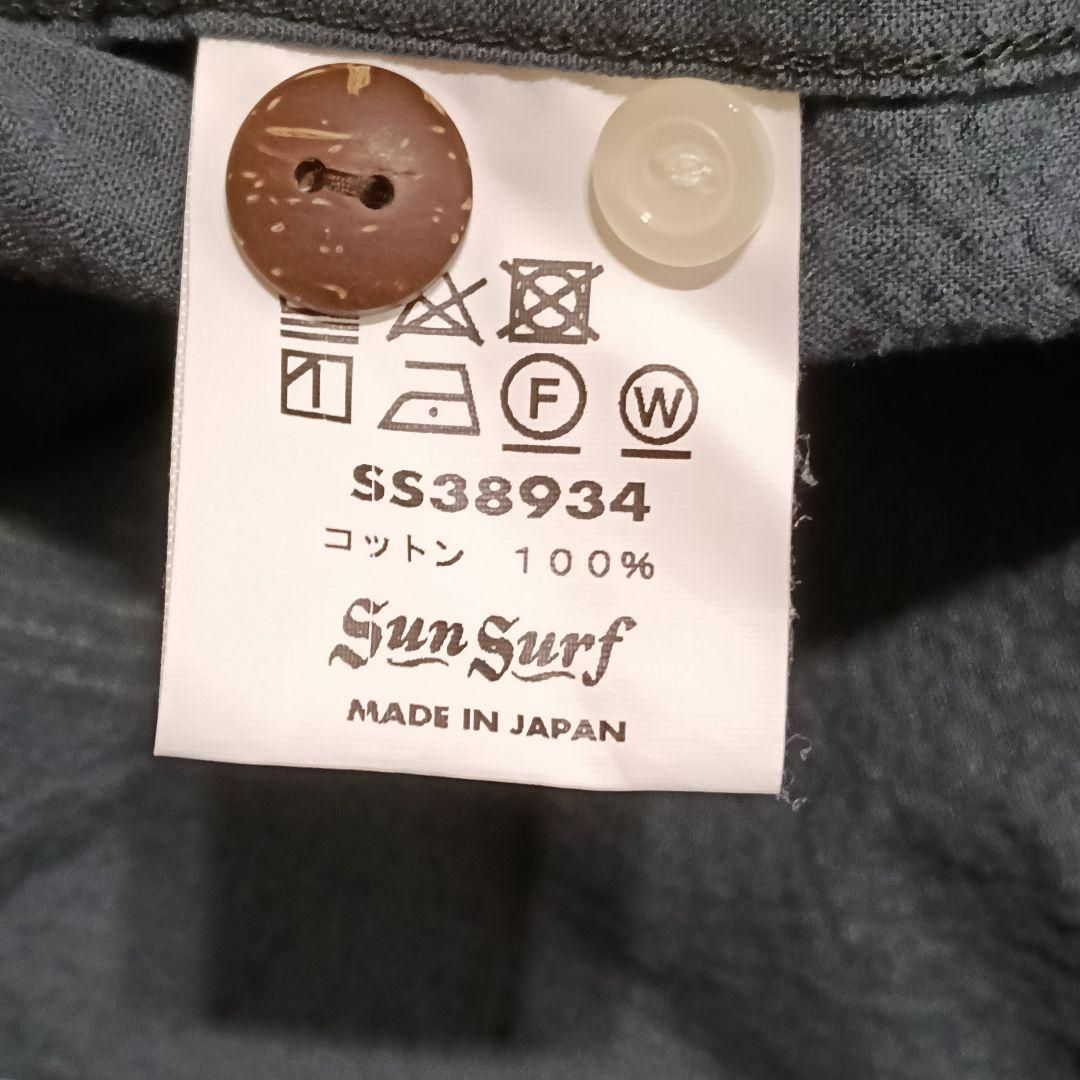 F W
SS38934
コットン 100%
Sun Surf
MADE IN JAPAN